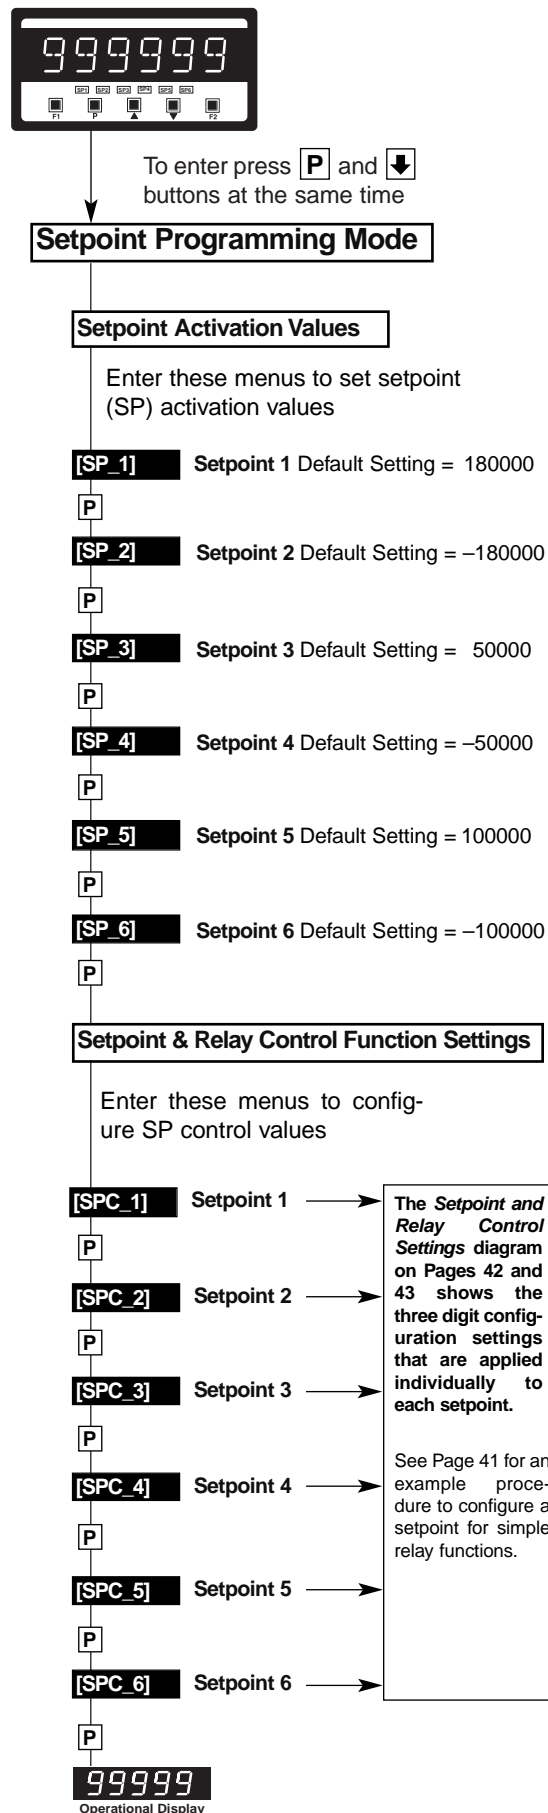 999999
SP1 SP2 SP3 SP4 SP5 SP6
F1 P F2
To enter press P and
buttons at the same time
Setpoint Programming Mode
Setpoint Activation Values
Enter these menus to set setpoint
(SP) activation values
[SP_1] Setpoint 1 Default Setting = 180000
P
[SP_2] Setpoint 2 Default Setting = –180000
P
[SP_3] Setpoint 3 Default Setting = 50000
P
[SP_4] Setpoint 4 Default Setting = –50000
P
[SP_5] Setpoint 5 Default Setting = 100000
P
[SP_6] Setpoint 6 Default Setting = –100000
P
Setpoint & Relay Control Function Settings
Enter these menus to config-
ure SP control values
[SPC_1] Setpoint 1
P
[SPC_2] Setpoint 2
P
[SPC_3] Setpoint 3
P
[SPC_4] Setpoint 4
P
[SPC_5] Setpoint 5
P
[SPC_6] Setpoint 6
P
The Setpoint and
Relay Control
Settings diagram
on Pages 42 and
43 shows the
three digit config-
uration settings
that are applied
individually to
each setpoint.
See Page 41 for an
example proce-
dure to configure a
setpoint for simple
relay functions.
99999
Operational Display